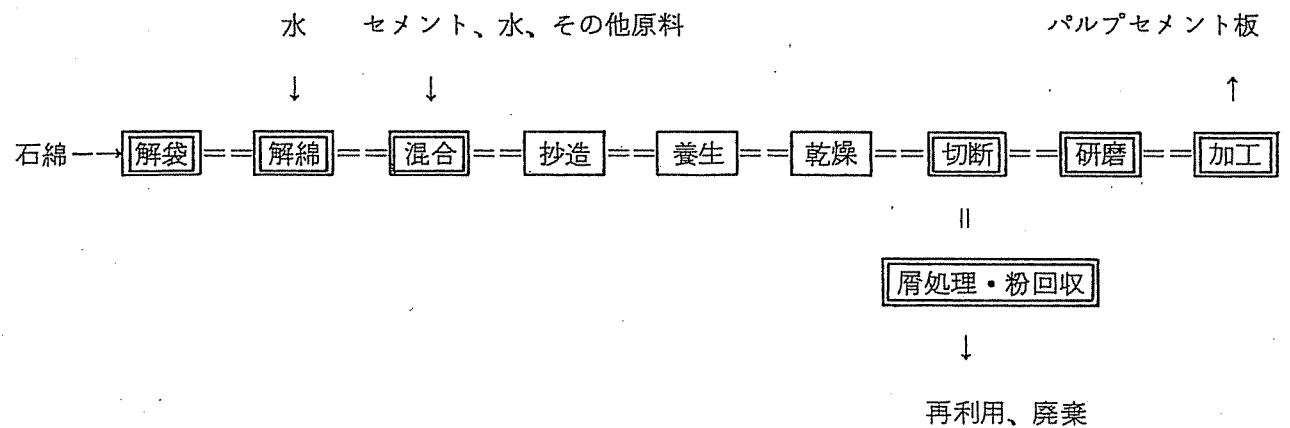 水 セメント、水、その他原料 パルプセメント板
↓ ↓ ↑
石綿―→解袋==解綿==混合==抄造==養生==乾燥==切断==研磨==加工
||
屑処理・粉回収
↓
再利用、廃棄